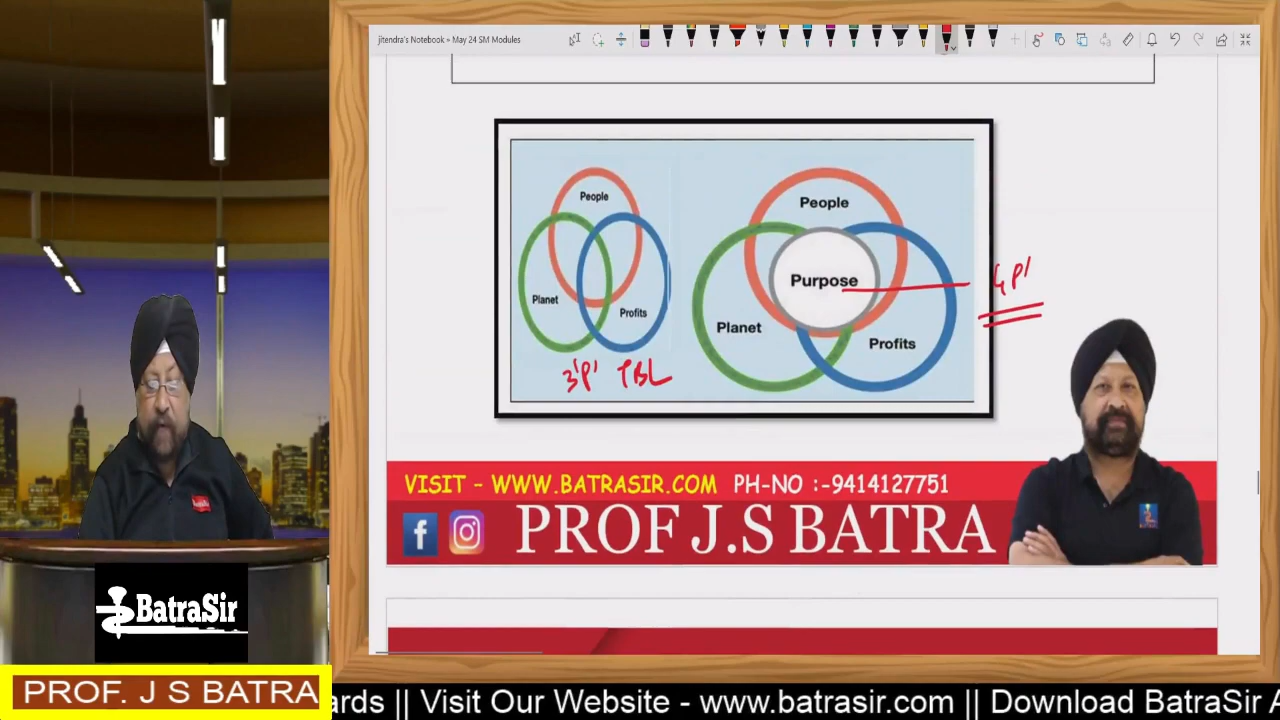 jitendra's Notebook » May 24 SM Modules
People
Planet
Profits
3'P' TBL
People
Purpose
Planet
Profits
4 P'
VISIT - WWW.BATRASIR.COM PH-NO :-9414127751
PROF J.S BATRA
BatraSir
PROF. J S BATRA
ards || Visit Our Website - www.batrasir.com || Download BatraSir A